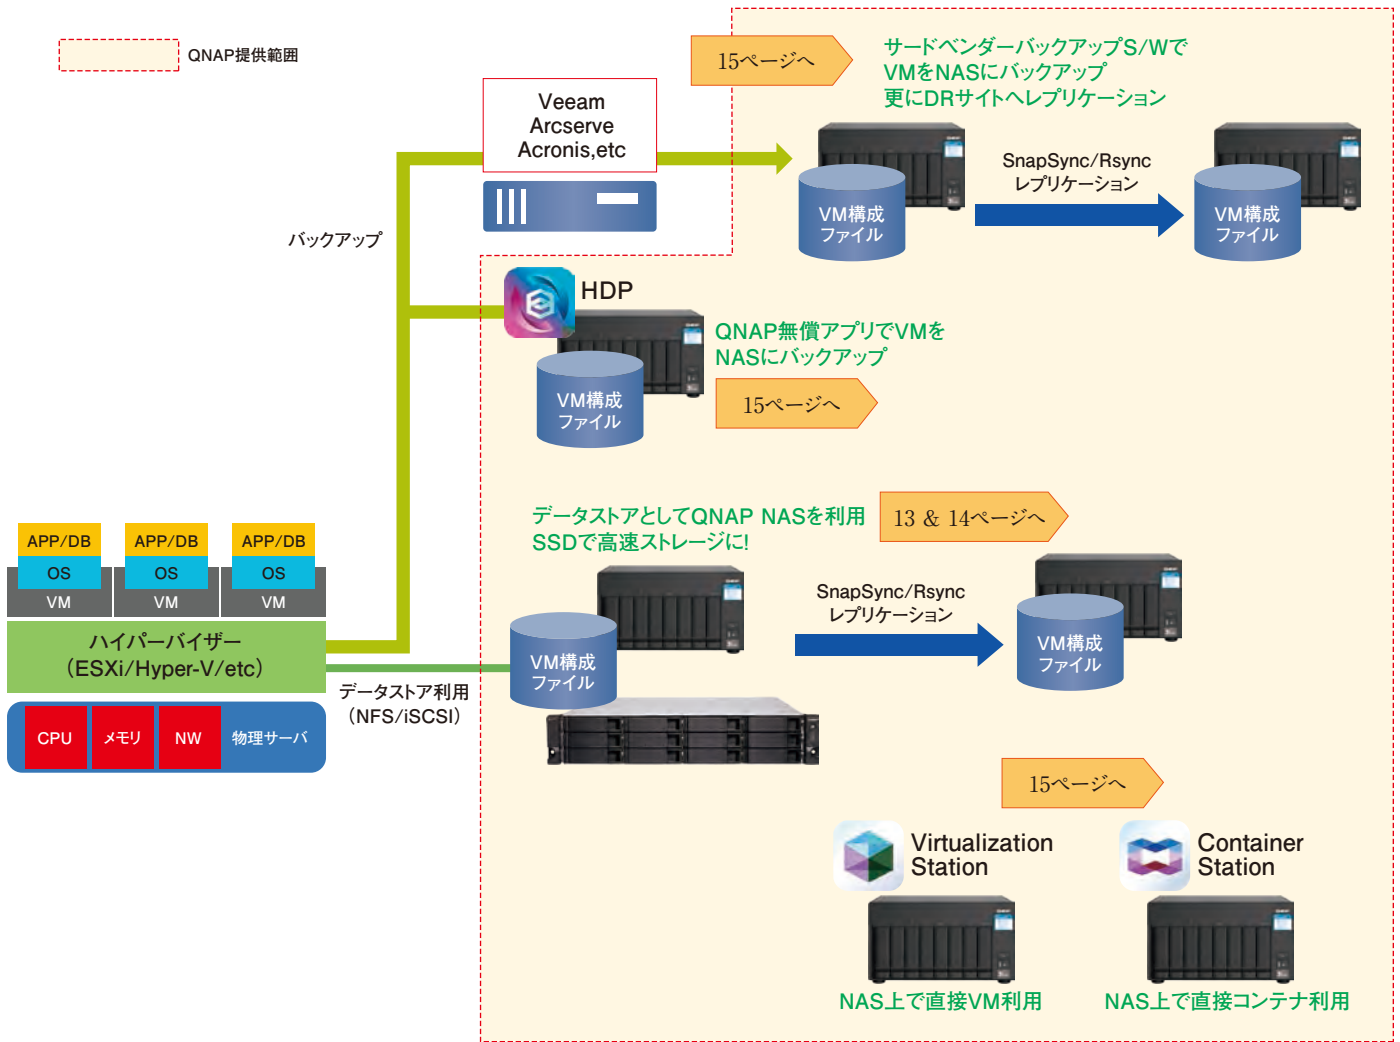 QNAP提供範囲
15ページへ
サードベンダーバックアップS/Wで
VMをNASにバックアップ
更にDRサイトへレプリケーション
Veeam
Arcserve
Acronis,etc
SnapSync/Rsync
レプリケーション
VM構成
ファイル
VM構成
ファイル
バックアップ
HDP
QNAP無償アプリでVMを
NASにバックアップ
VM構成
ファイル
15ページへ
データストアとしてQNAP NASを利用
SSDで高速ストレージに!
13 & 14ページへ
APP/DB
APP/DB
APP/DB
OS
OS
OS
VM
VM
VM
ハイパーバイザー
(ESXi/Hyper-V/etc)
SnapSync/Rsync
レプリケーション
VM構成
ファイル
VM構成
ファイル
データストア利用
(NFS/iSCSI)
CPU
メモリ
NW
物理サーバ
15ページへ
Virtualization
Station
Container
Station
NAS上で直接VM利用
NAS上で直接コンテナ利用